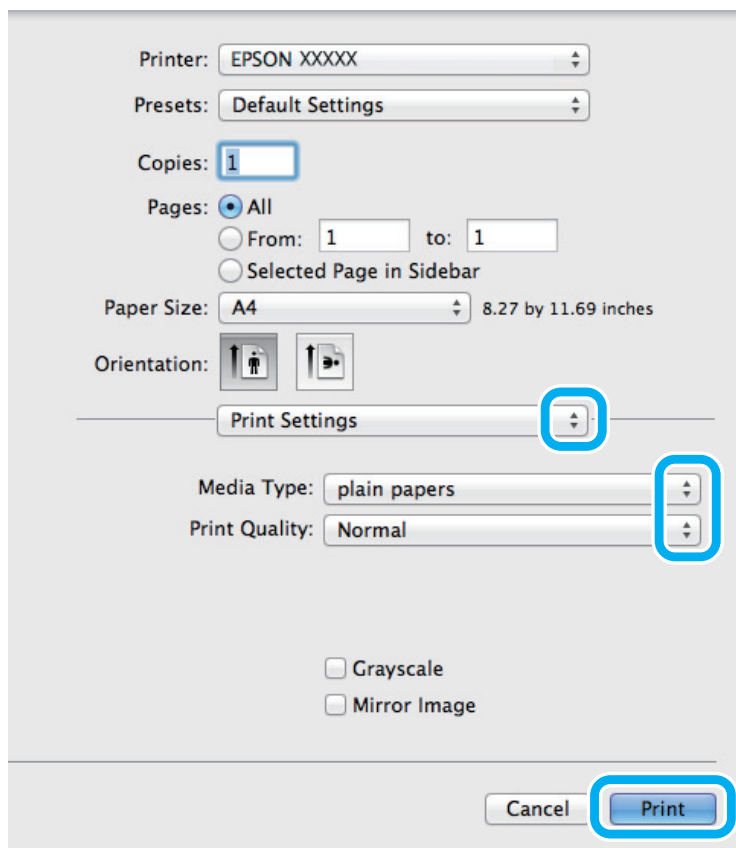 Printer: EPSON XXXXX
Presets: Default Settings
Copies: 1
Pages: All
From: 1 to: 1
Selected Page in Sidebar
Paper Size: A4 8.27 by 11.69 inches
Orientation:
Print Settings
Media Type: plain papers
Print Quality: Normal
Grayscale
Mirror Image
Cancel Print